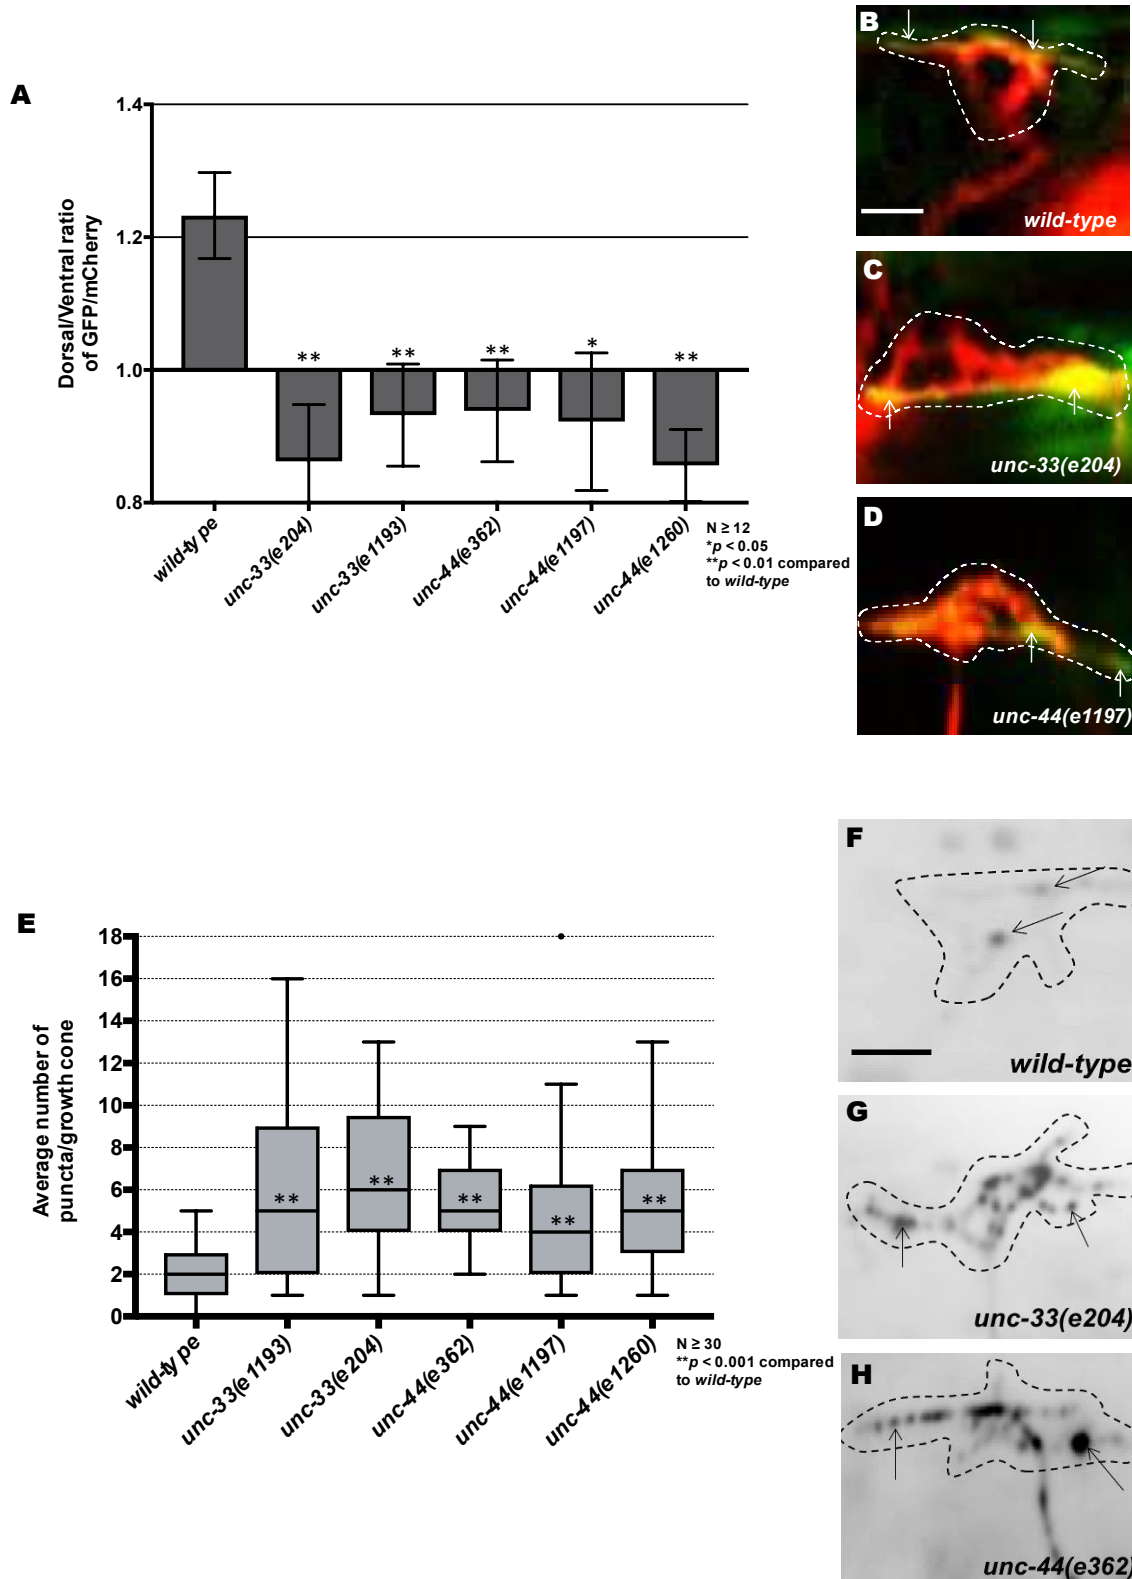 A
Dorsal/Ventral ratio
of GFP/mCherry
1.4
1.2
1.0
0.8
**
**
**
*
**
wild-ty pe
unc-33(e204)
unc-33(e1193)
unc-44(e362)
unc-44(e1197)
unc-44(e1260)
N ≥ 12
*p < 0.05
**p < 0.01 compared
to wild-type
B
wild-type
C
unc-33(e204)
D
unc-44(e1197)
E
Average number of
puncta/growth cone
18
16
14
12
10
8
6
4
2
0
**
**
**
**
**
wild-ty pe
unc-33(e1193)
unc-33(e204)
unc-44(e362)
unc-44(e1197)
unc-44(e1260)
N ≥ 30
**p < 0.001 compared
to wild-type
F
wild-type
G
unc-33(e204)
H
unc-44(e362)